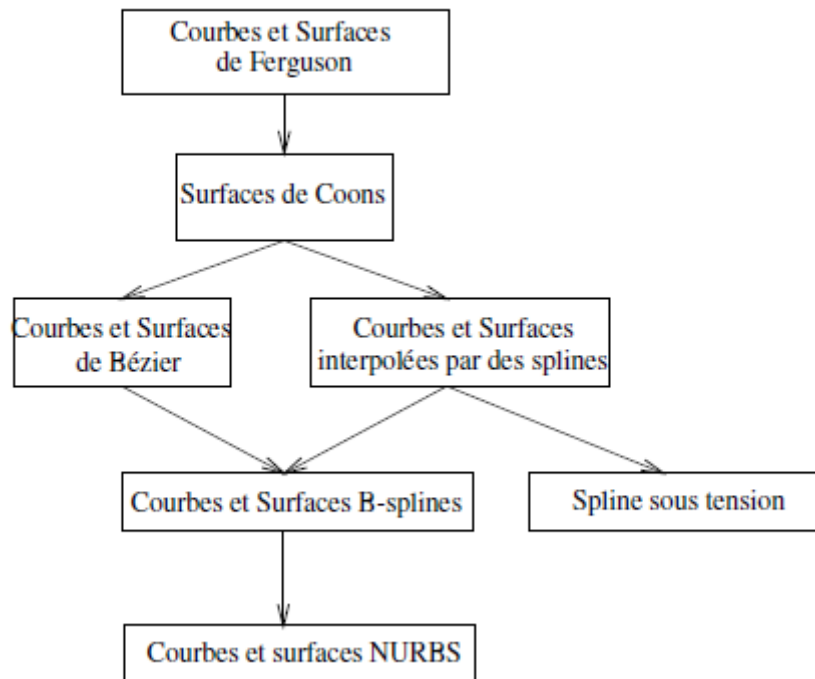 Courbes et Surfaces
de Ferguson
Surfaces de Coons
Courbes et Surfaces
de Bézier
Courbes et Surfaces
interpolées par des splines
Courbes et Surfaces B-splines
Spline sous tension
Courbes et surfaces NURBS